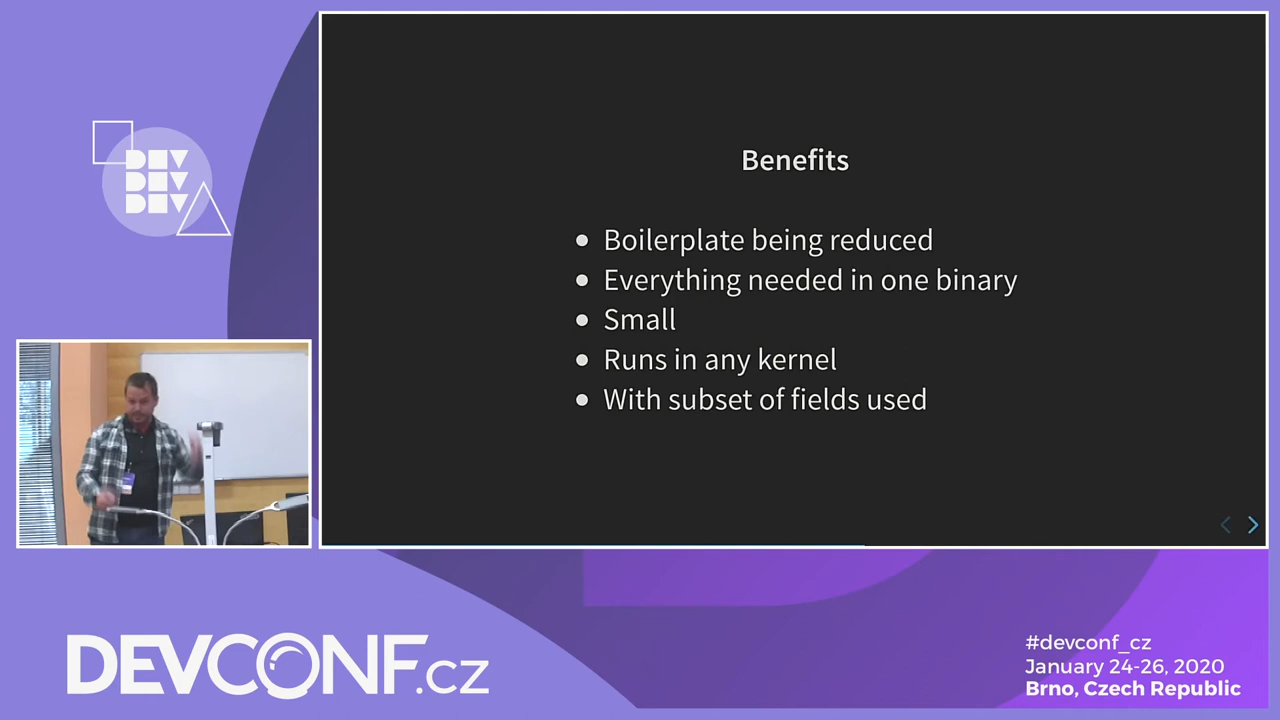 DEV
DEV
DEV
Benefits
Boilerplate being reduced
Everything needed in one binary
Small
Runs in any kernel
With subset of fields used
DEVCONF.cz
#devconf_cz
January 24-26, 2020
Brno, Czech Republic